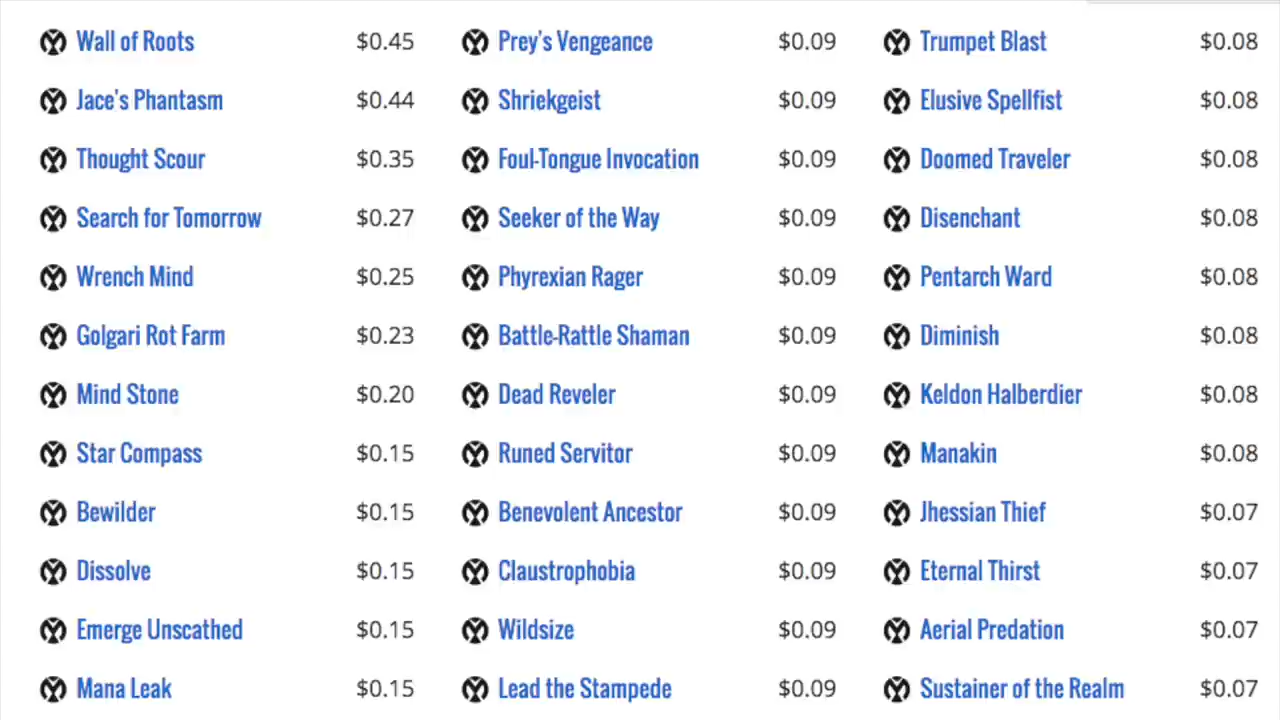 Wall of Roots $0.45 Prey's Vengeance $0.09 Trumpet Blast $0.08
Jace's Phantasm $0.44 Shriekgeist $0.09 Elusive Spellfist $0.08
Thought Scour $0.35 Foul-Tongue Invocation $0.09 Doomed Traveler $0.08
Search for Tomorrow $0.27 Seeker of the Way $0.09 Disenchant $0.08
Wrench Mind $0.25 Phyrexian Rager $0.09 Pentarch Ward $0.08
Golgari Rot Farm $0.23 Battle-Rattle Shaman $0.09 Diminish $0.08
Mind Stone $0.20 Dead Reveler $0.09 Keldon Halberdier $0.08
Star Compass $0.15 Runed Servitor $0.09 Manakin $0.08
Bewilder $0.15 Benevolent Ancestor $0.09 Jhessian Thief $0.07
Dissolve $0.15 Claustrophobia $0.09 Eternal Thirst $0.07
Emerge Unscathed $0.15 Wildsize $0.09 Aerial Predation $0.07
Mana Leak $0.15 Lead the Stampede $0.09 Sustainer of the Realm $0.07